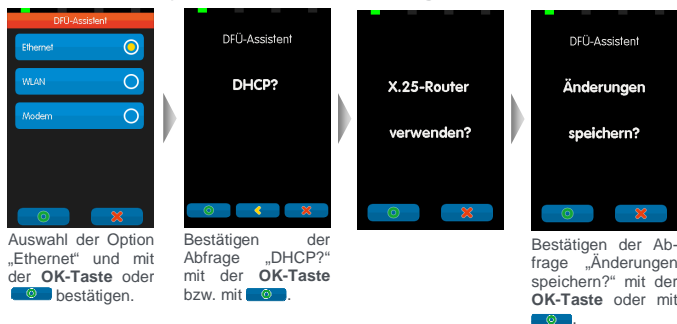 DFÜ-Assistent
Ethernet
WLAN
Modem
Auswahl der Option
„Ethernet“ und mit
der OK-Taste oder
bestätigen.
DFÜ-Assistent
DHCP?
Bestätigen der
Abfrage „DHCP?“
mit der OK-Taste
bzw. mit .
X.25-Router
verwenden?
DFÜ-Assistent
Änderungen
speichern?
Bestätigen der Ab-
frage „Änderungen
speichern?“ mit der
OK-Taste oder mit
.